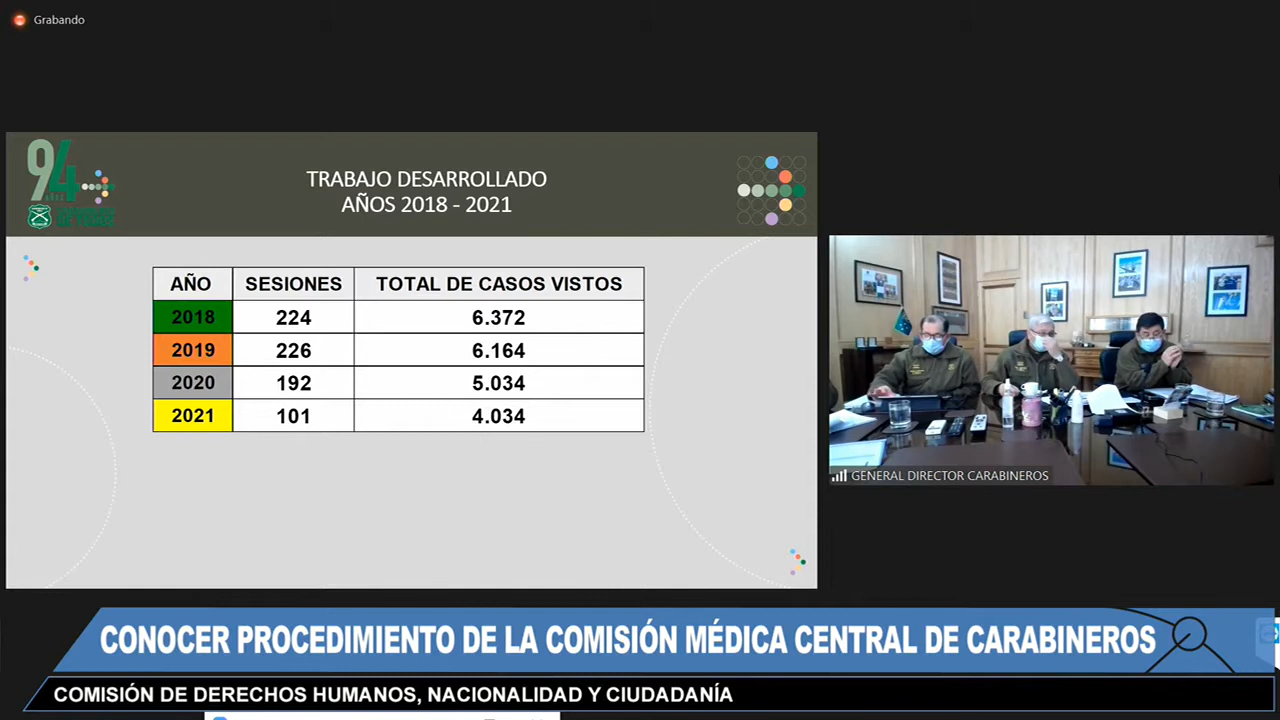 Grabando
94
AÑOS
TRABAJO DESARROLLADO
AÑOS 2018 - 2021
AÑO SESIONES TOTAL DE CASOS VISTOS
2018 224 6.372
2019 226 6.164
2020 192 5.034
2021 101 4.034
GENERAL DIRECTOR CARABINEROS
CONOCER PROCEDIMIENTO DE LA COMISIÓN MÉDICA CENTRAL DE CARABINEROS
COMISIÓN DE DERECHOS HUMANOS, NACIONALIDAD Y CIUDADANÍA